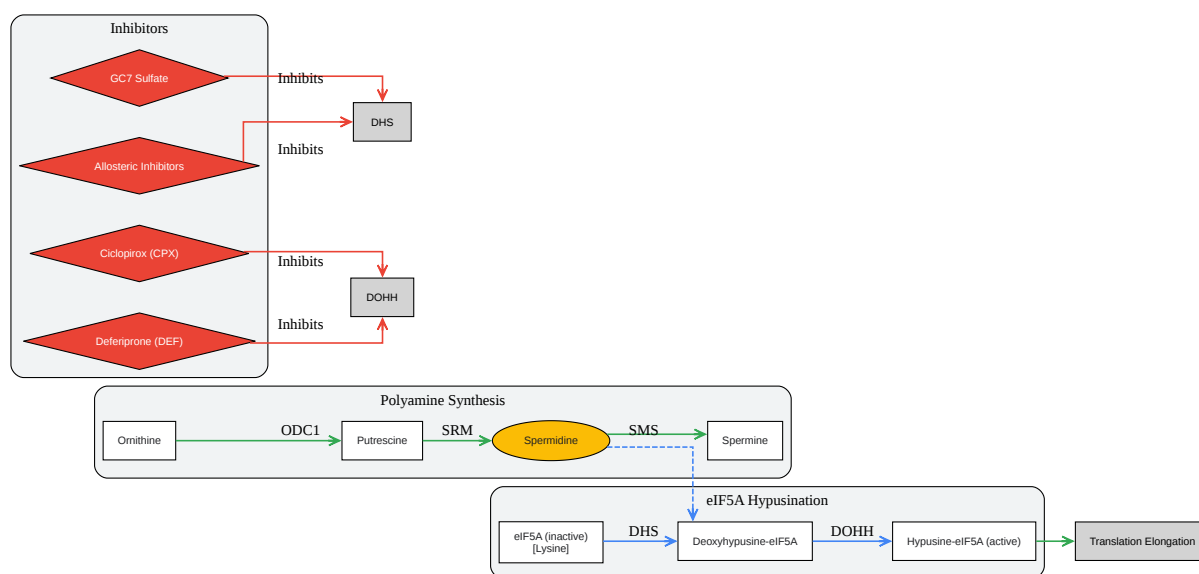 Inhibitors
GC7 Sulfate
Inhibits
DHS
Inhibits
Allosteric Inhibitors
Ciclopirox (CPX)
Inhibits
DOHH
Inhibits
Deferiprone (DEF)
Polyamine Synthesis
Ornithine
ODC1
Putrescine
SRM
Spermidine
SMS
Spermine
eIF5A Hypusination
eIF5A (inactive)
[Lysine]
DHS
Deoxyhypusine-eIF5A
DOHH
Hypusine-eIF5A (active)
Translation Elongation